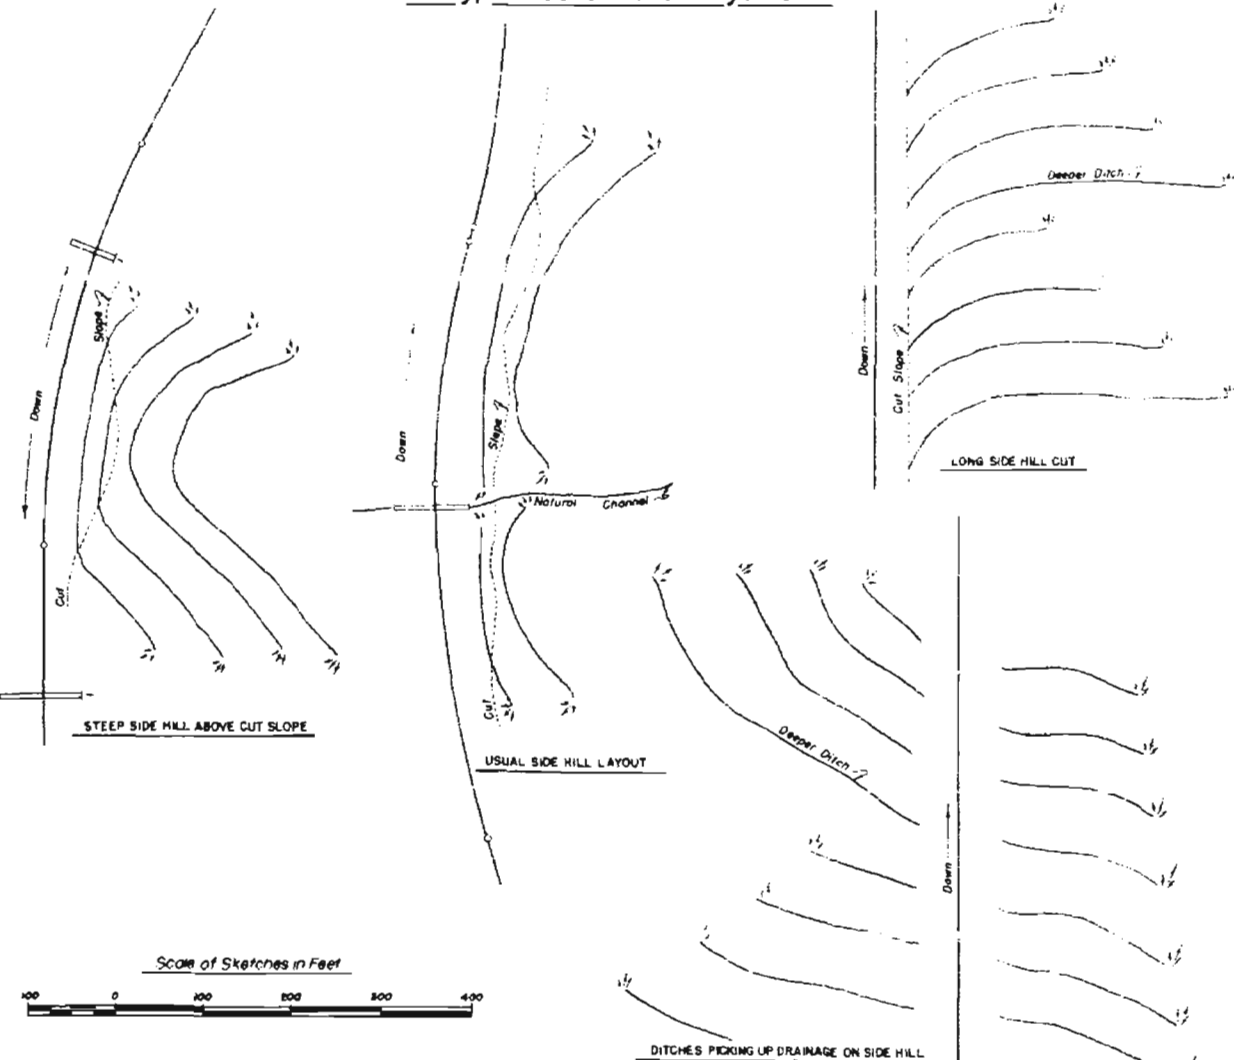 Slope
Down
Cut
STEEP SIDE HILL ABOVE CUT SLOPE
Down
Slope
Natural Channel
Cut
USUAL SIDE HILL LAYOUT
Deeper Ditch
Down
Cut Slope
LONG SIDE HILL CUT
Deeper Ditch
Down
DITCHES PICKING UP DRAINAGE ON SIDE HILL
Scale of Sketches in Feet
100 0 100 200 300 400